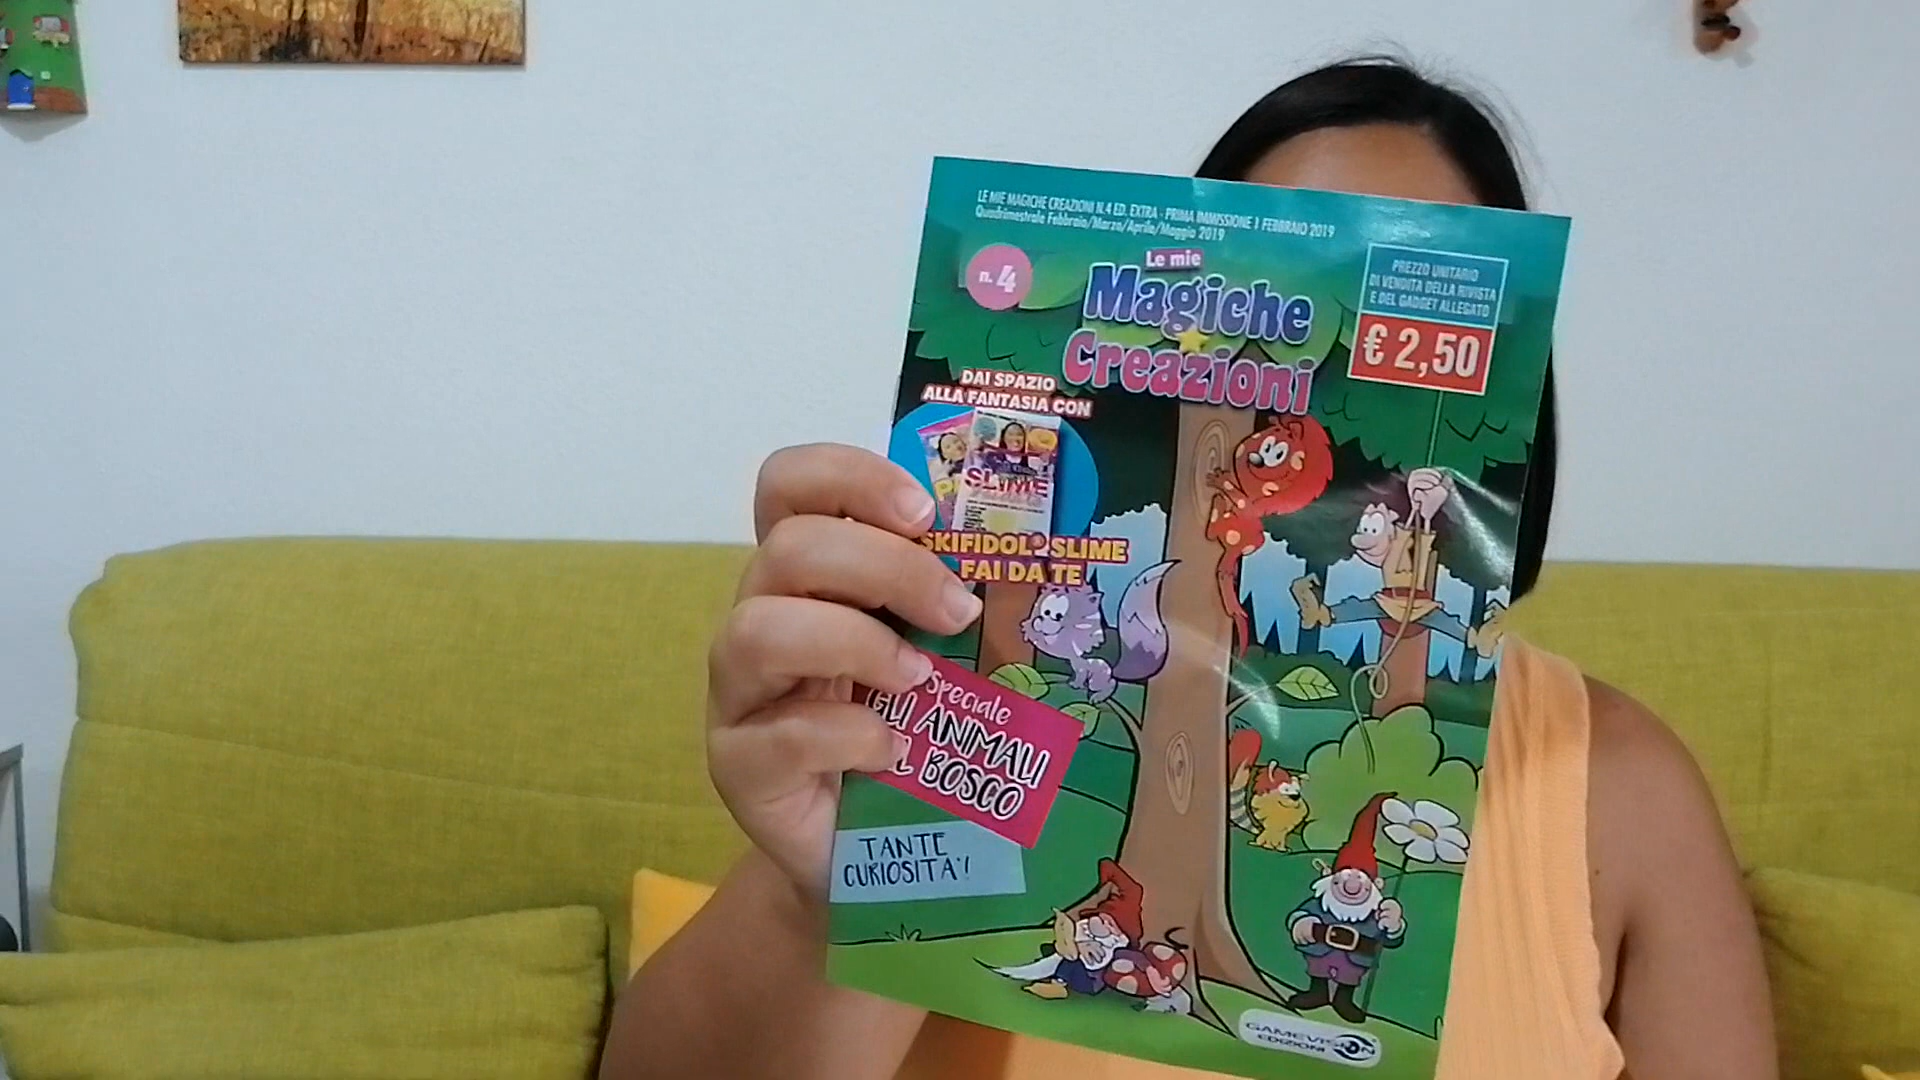 LE MIE MAGICHE CREAZIONI N.4 ED. EXTRA - PRIMA IMMISSIONE 1 FEBBRAIO 2019
Quadrimestrale Febbraio/Marzo/Aprile/Maggio 2019
n. 4
Le mie
Magiche
Creazioni
PREZZO UNITARIO
DI VENDITA DELLA RIVISTA
E DEL GADGET ALLEGATO
€ 2,50
DAI SPAZIO
ALLA FANTASIA CON
SLIME
SKIFIDOL® SLIME
FAI DA TE
speciale
GLI ANIMALI
BOSCO
TANTE
CURIOSITA'!
GAMEVISION
EDIZIONI